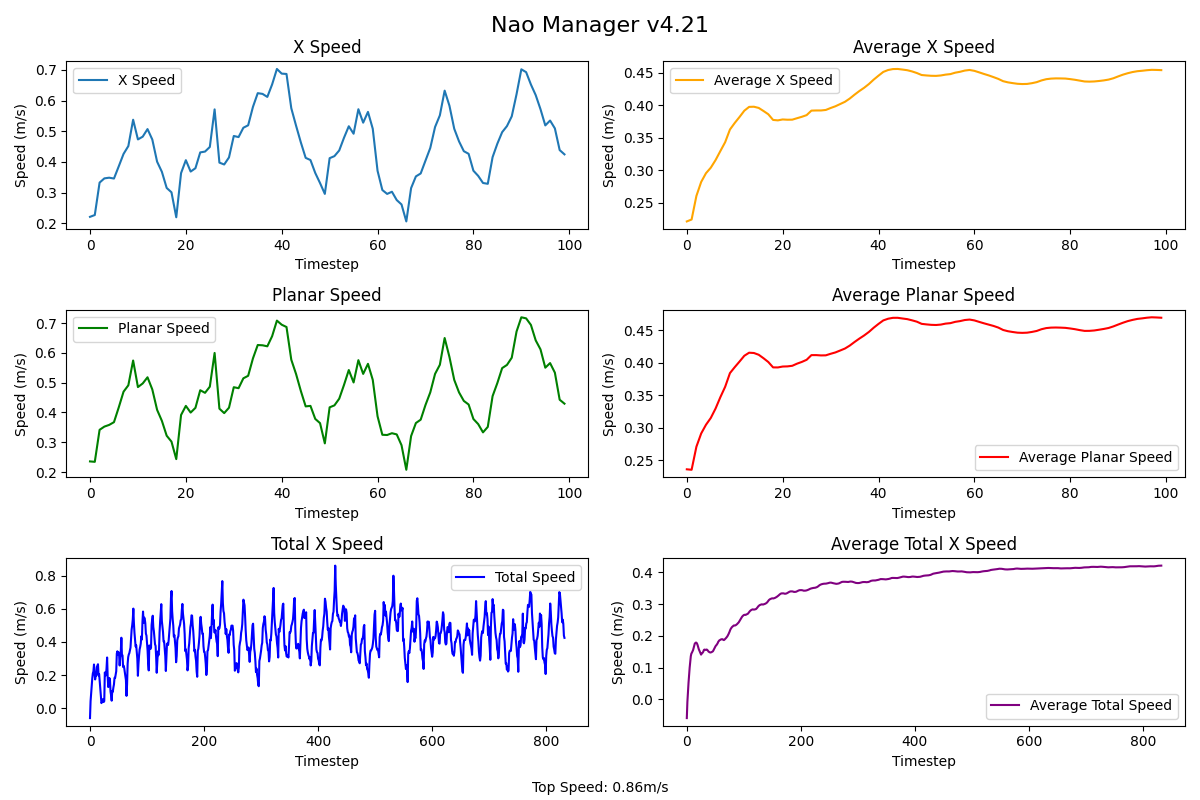 Nao Manager v4.21
X Speed
Average X Speed
Speed (m/s)
0.7
0.6
0.5
0.4
0.3
0.2
X Speed
0 20 40 60 80 100
Timestep
Speed (m/s)
0.45
0.40
0.35
0.30
0.25
Average X Speed
0 20 40 60 80 100
Timestep
Planar Speed
Average Planar Speed
Speed (m/s)
0.7
0.6
0.5
0.4
0.3
0.2
Planar Speed
0 20 40 60 80 100
Timestep
Speed (m/s)
0.45
0.40
0.35
0.30
0.25
Average Planar Speed
0 20 40 60 80 100
Timestep
Total X Speed
Average Total X Speed
Speed (m/s)
0.8
0.6
0.4
0.2
0.0
Total Speed
0 200 400 600 800
Timestep
Speed (m/s)
0.4
0.3
0.2
0.1
0.0
Average Total Speed
0 200 400 600 800
Timestep
Top Speed: 0.86m/s